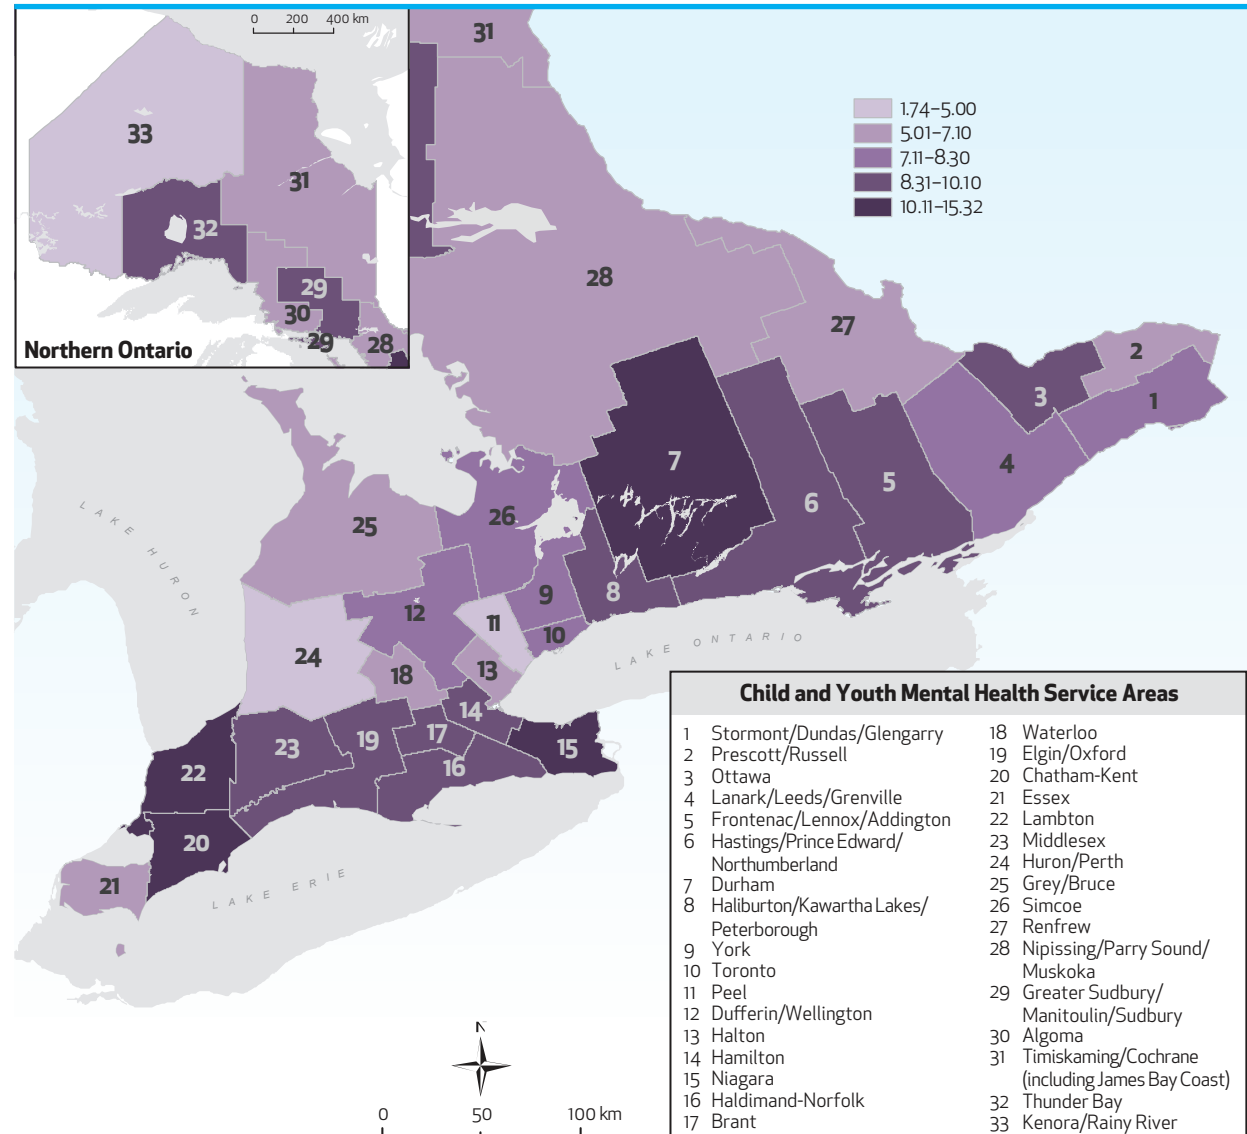 0 200 400 km
31
33
31
32
29
30
29
28
Northern Ontario
1.74–5.00
5.01–7.10
7.11–8.30
8.31–10.10
10.11–15.32
28
27
2
3
1
7
4
5
6
26
25
LAKE HURON
8
9
12
11
10
LAKE ONTARIO
24
13
18
14
17
19
23
15
16
22
20
21
LAKE ERIE
N
0 50 100 km
Child and Youth Mental Health Service Areas
1 Stormont/Dundas/Glengarry
2 Prescott/Russell
3 Ottawa
4 Lanark/Leeds/Grenville
5 Frontenac/Lennox/Addington
6 Hastings/Prince Edward/
Northumberland
7 Durham
8 Haliburton/Kawartha Lakes/
Peterborough
9 York
10 Toronto
11 Peel
12 Dufferin/Wellington
13 Halton
14 Hamilton
15 Niagara
16 Haldimand-Norfolk
17 Brant
18 Waterloo
19 Elgin/Oxford
20 Chatham-Kent
21 Essex
22 Lambton
23 Middlesex
24 Huron/Perth
25 Grey/Bruce
26 Simcoe
27 Renfrew
28 Nipissing/Parry Sound/
Muskoka
29 Greater Sudbury/
Manitoulin/Sudbury
30 Algoma
31 Timiskaming/Cochrane
(including James Bay Coast)
32 Thunder Bay
33 Kenora/Rainy River